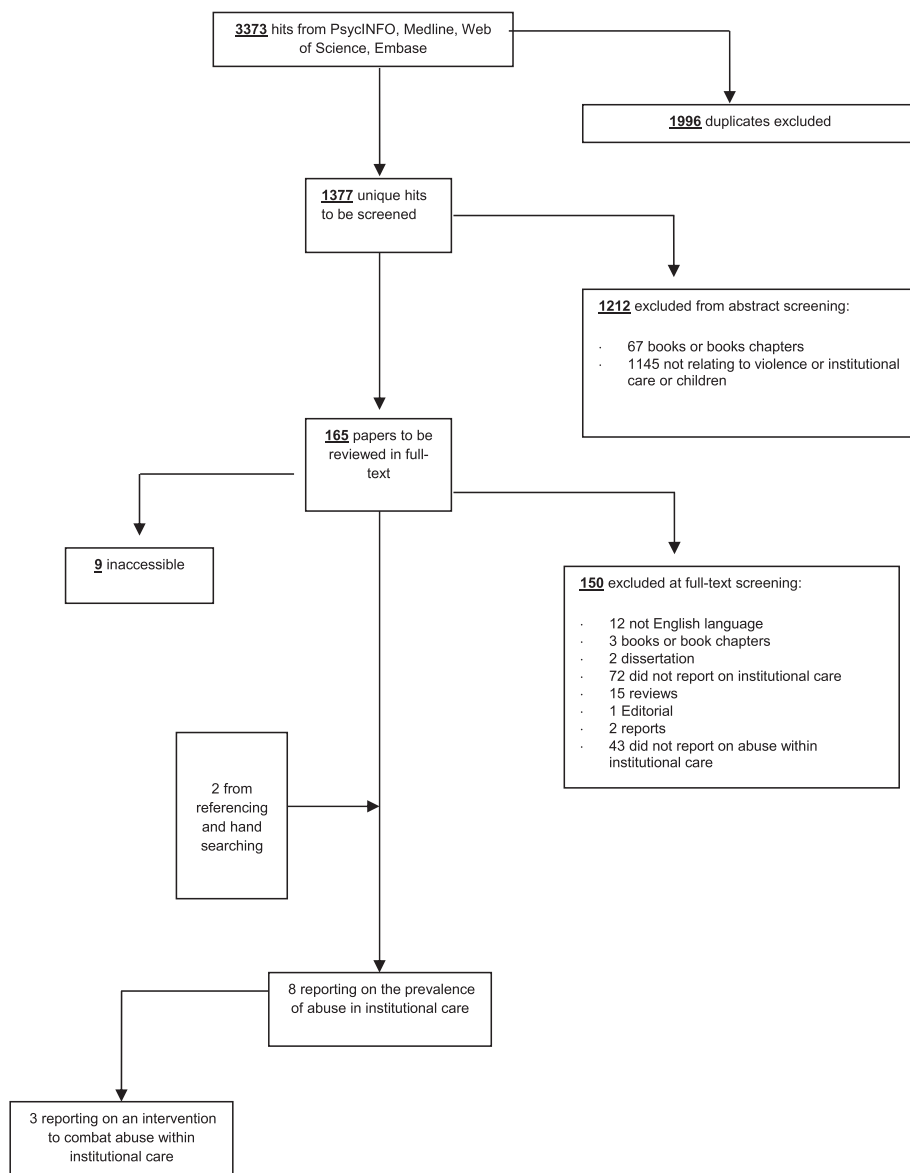 3373 hits from PsycINFO, Medline, Web
of Science, Embase
1996 duplicates excluded
1377 unique hits
to be screened
1212 excluded from abstract screening:
· 67 books or books chapters
· 1145 not relating to violence or institutional
care or children
165 papers to be
reviewed in full-
text
9 inaccessible
150 excluded at full-text screening:
· 12 not English language
· 3 books or book chapters
· 2 dissertation
· 72 did not report on institutional care
· 15 reviews
· 1 Editorial
· 2 reports
· 43 did not report on abuse within
institutional care
2 from
referencing
and hand
searching
8 reporting on the prevalence
of abuse in institutional care
3 reporting on an intervention
to combat abuse within
institutional care